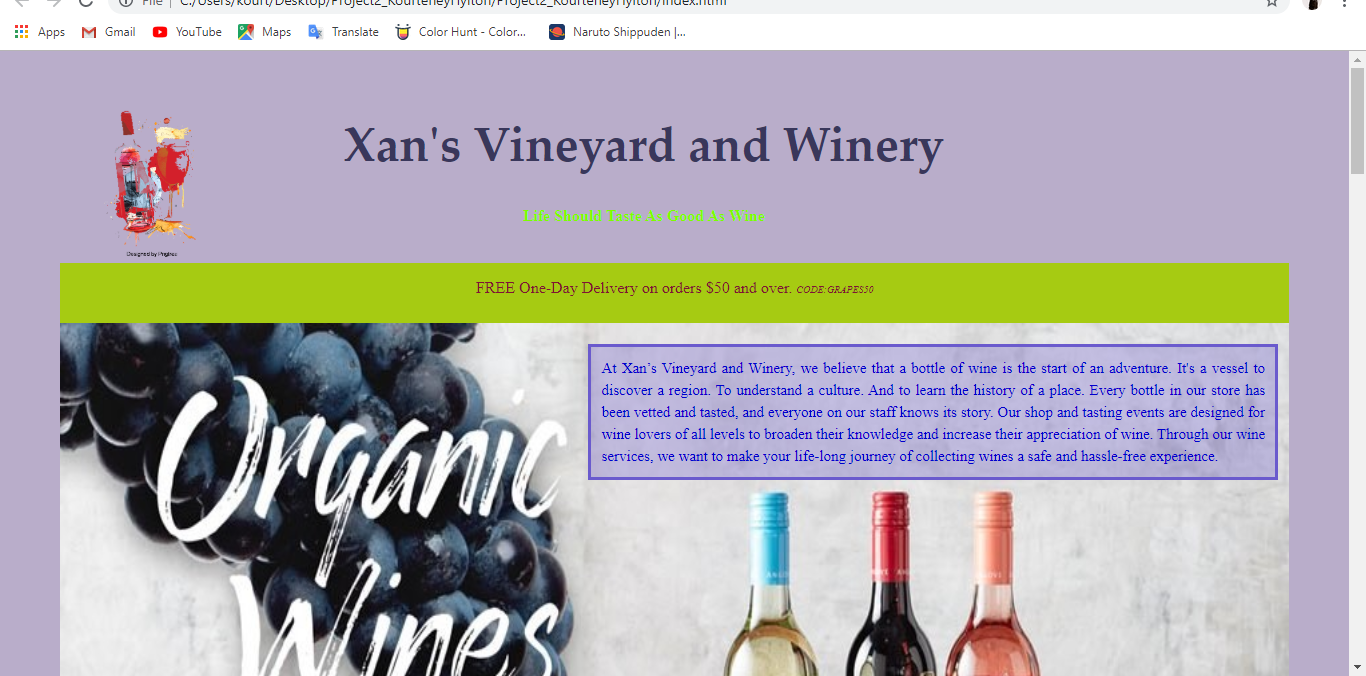 File | C:/Users/kourt/Desktop/Project2_KourteneyHylton/Project2_KourteneyHylton/index.html
Apps Gmail YouTube Maps Translate Color Hunt - Color... Naruto Shippuden |...
Xan's Vineyard and Winery
Life Should Taste As Good As Wine
Designed by Pngtree
FREE One-Day Delivery on orders $50 and over. CODE:GRAPES50
At Xan’s Vineyard and Winery, we believe that a bottle of wine is the start of an adventure. It's a vessel to
discover a region. To understand a culture. And to learn the history of a place. Every bottle in our store has
been vetted and tasted, and everyone on our staff knows its story. Our shop and tasting events are designed for
wine lovers of all levels to broaden their knowledge and increase their appreciation of wine. Through our wine
services, we want to make your life-long journey of collecting wines a safe and hassle-free experience.
Organic
Wines